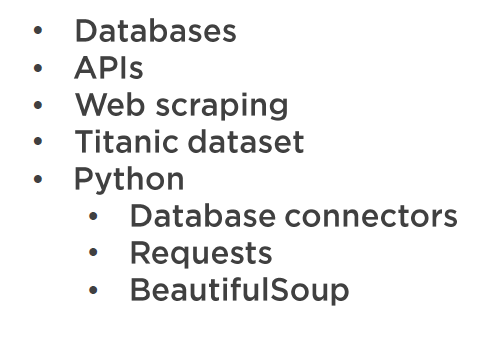 • Databases
• APIs
• Web scraping
• Titanic dataset
• Python
• Database connectors
• Requests
• BeautifulSoup